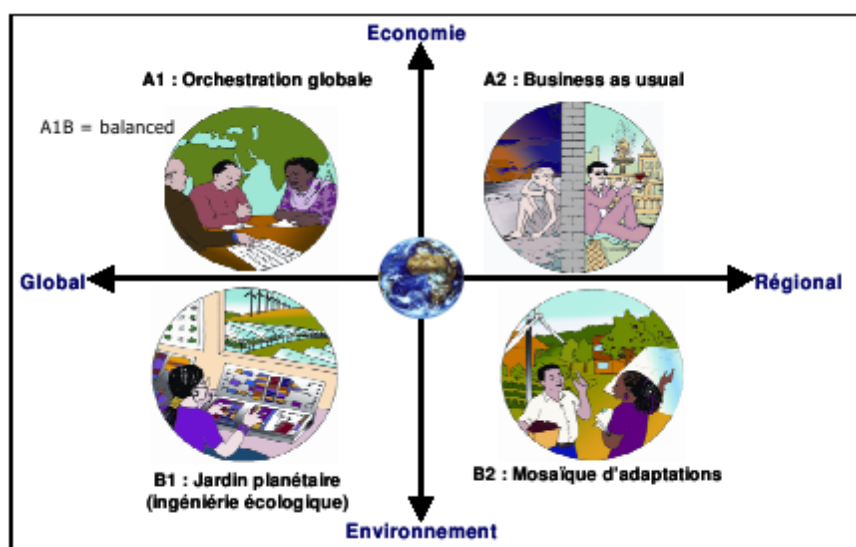 Economie
A1 : Orchestration globale
A2 : Business as usual
A1B = balanced
Global
Régional
B1 : Jardin planétaire
(ingéniérie écologique)
B2 : Mosaïque d'adaptations
Environnement